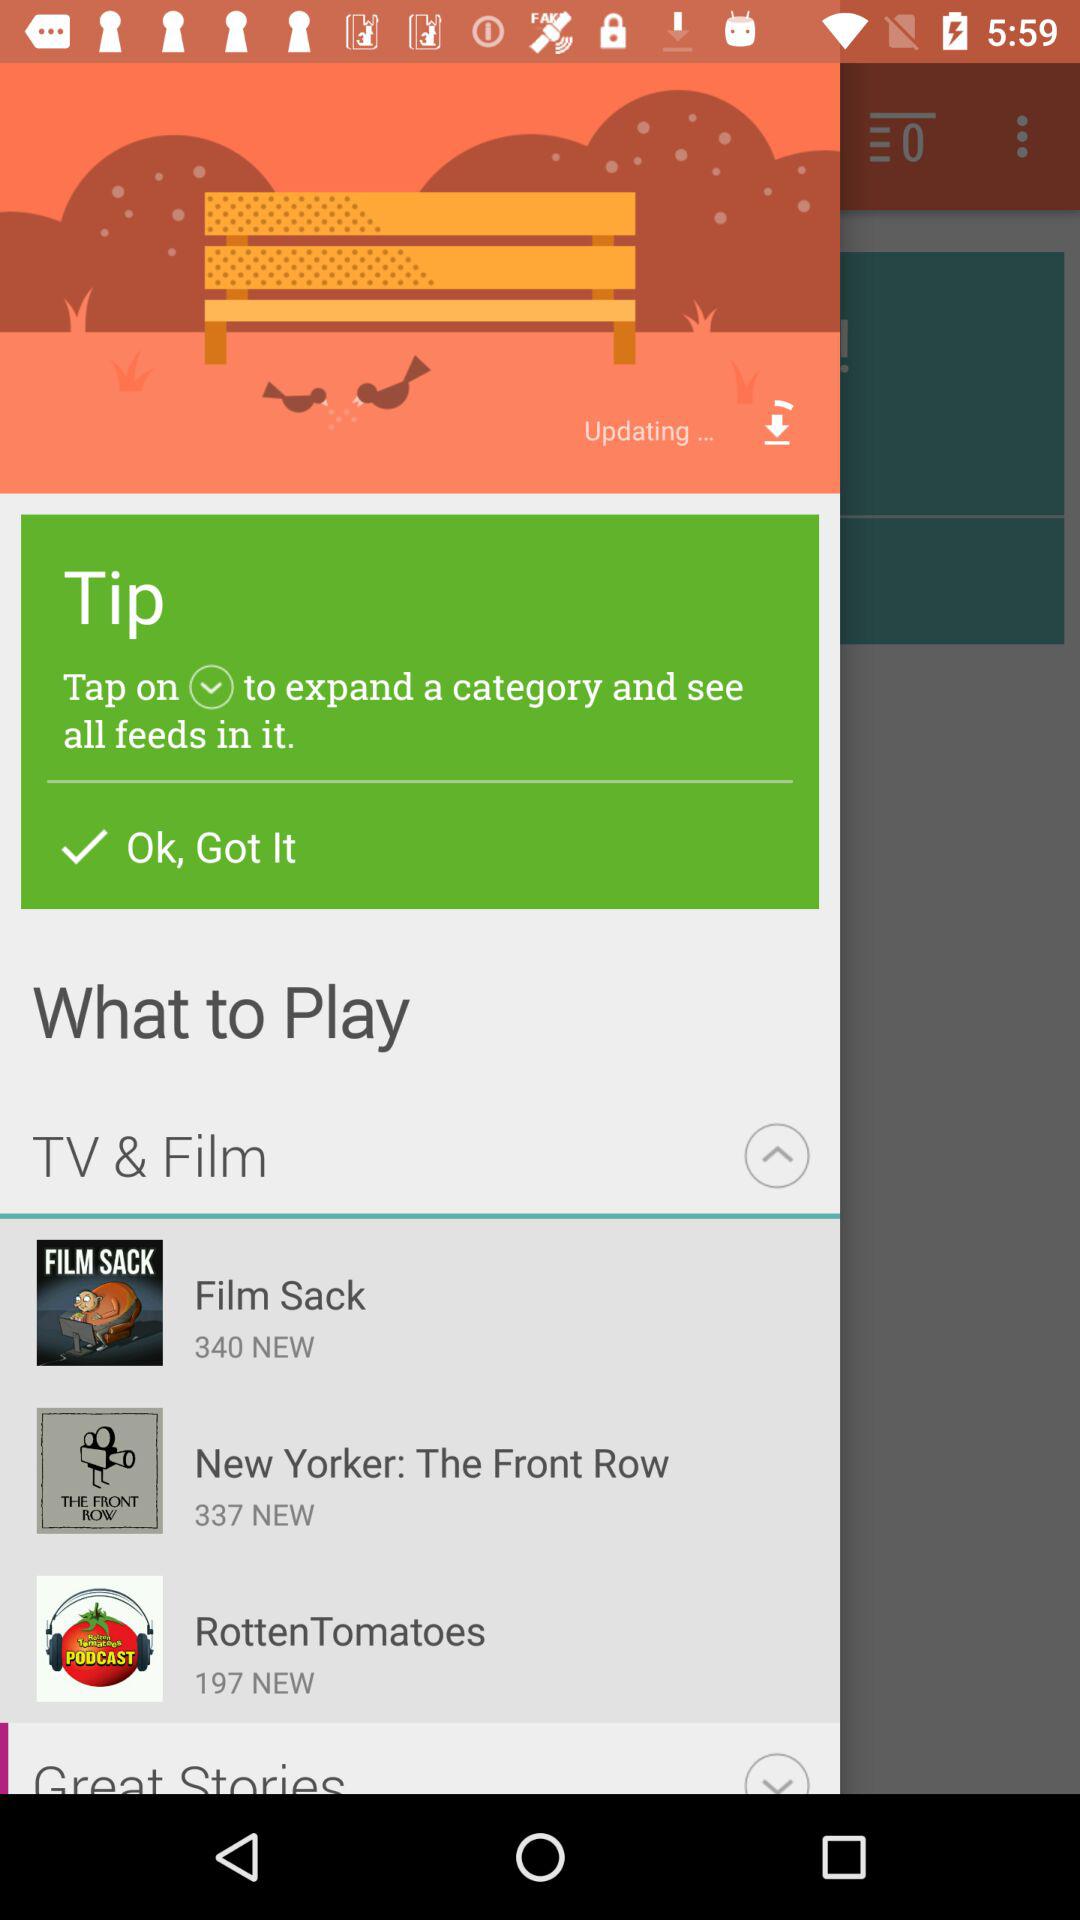 FAKE
5:59
0
!
Updating ...
Tip
Tap on to expand a category and see
all feeds in it.
Ok, Got It
What to Play
TV & Film
FILM SACK
Film Sack
340 NEW
THE FRONT
ROW
New Yorker: The Front Row
337 NEW
Rotten
Tomatoes
PODCAST
RottenTomatoes
197 NEW
Great Stories